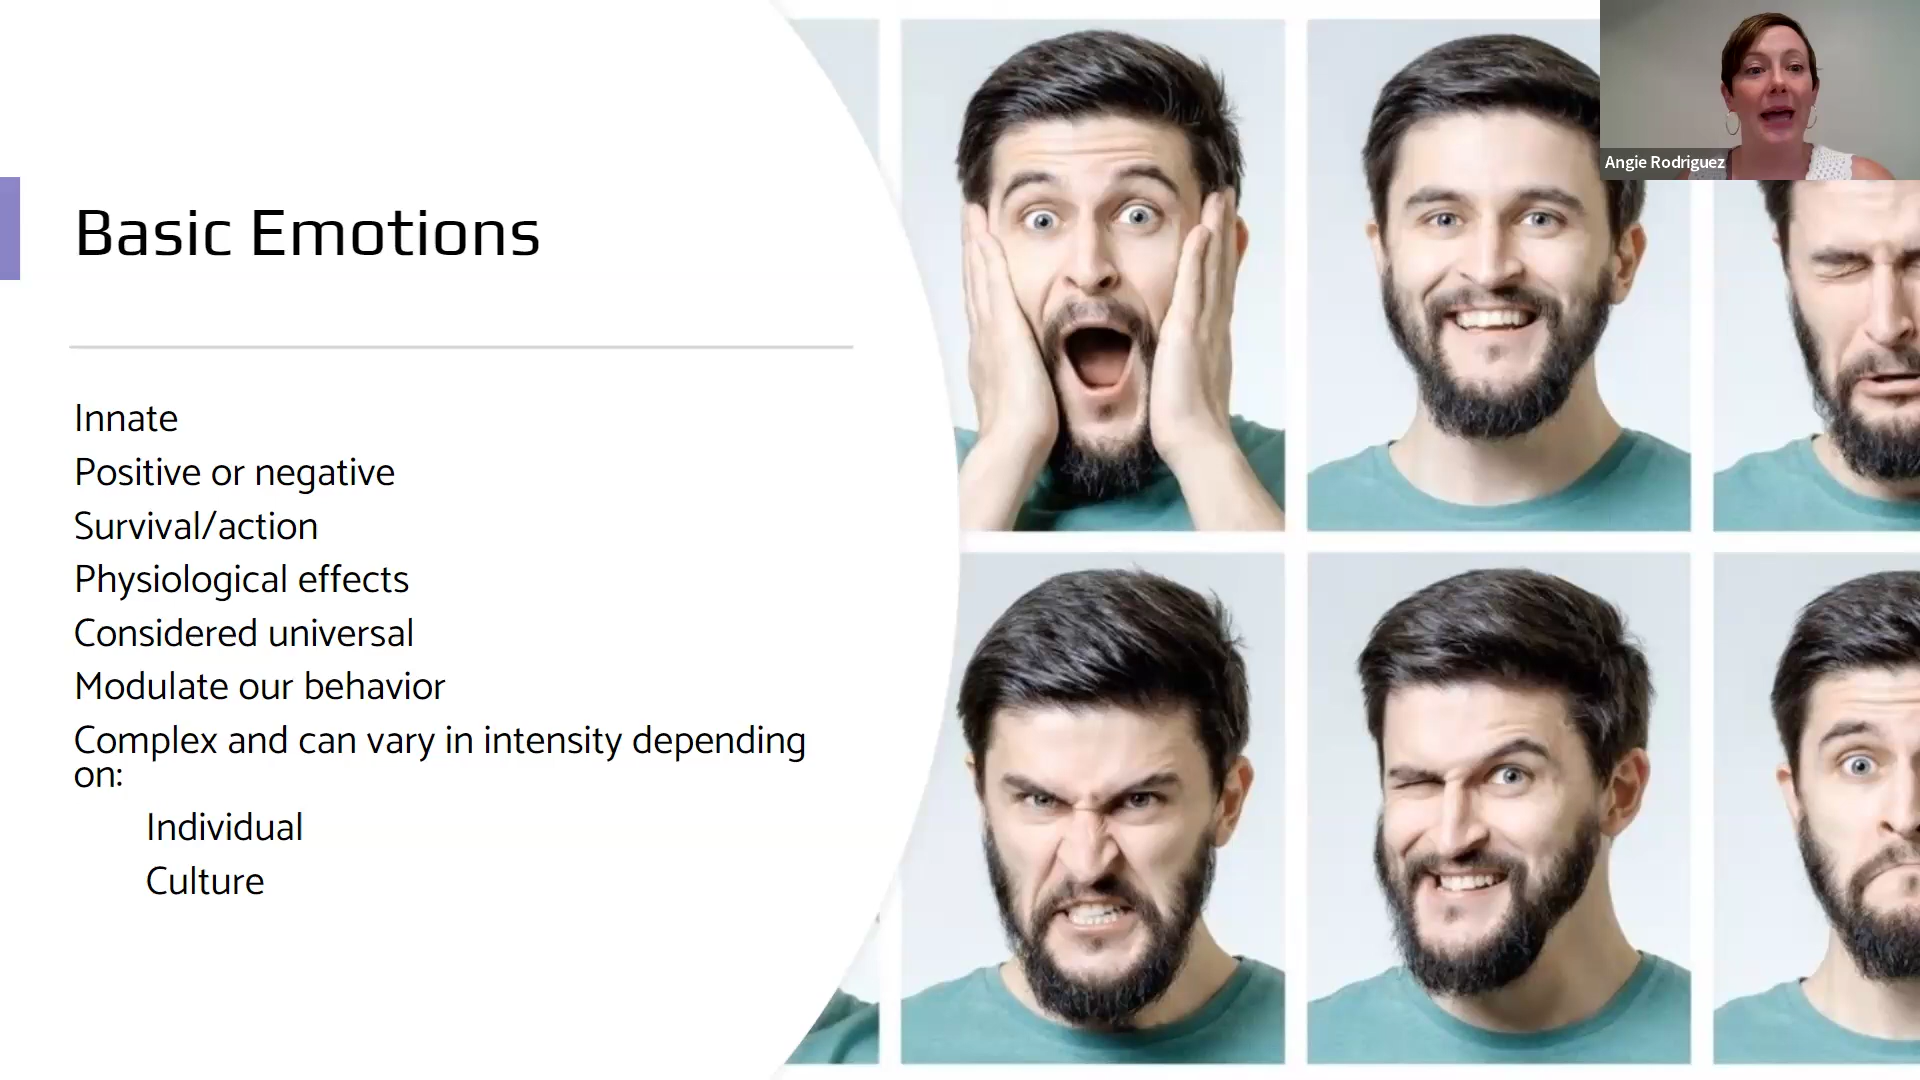 Basic Emotions
Innate
Positive or negative
Survival/action
Physiological effects
Considered universal
Modulate our behavior
Complex and can vary in intensity depending
on:
Individual
Culture
Angie Rodriguez